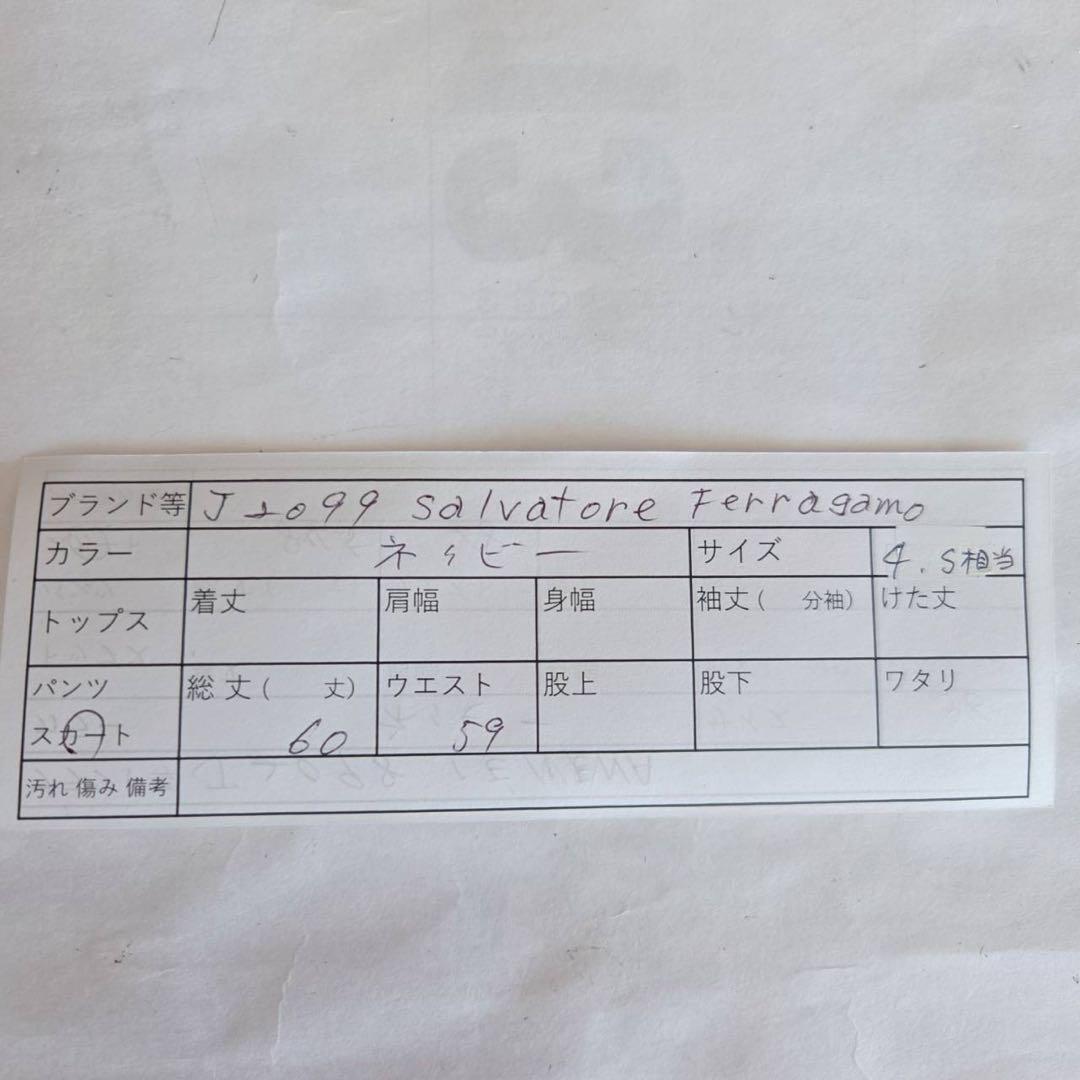 ブランド等 J2099 Salvatore Ferragamo
カラー ネイビー サイズ 4. S相当
トップス 着丈 肩幅 身幅 袖丈( 分袖) けた丈
パンツ 総丈( 丈) ウエスト 股上 股下 ワタリ
スカート 60 59
汚れ 傷み 備考